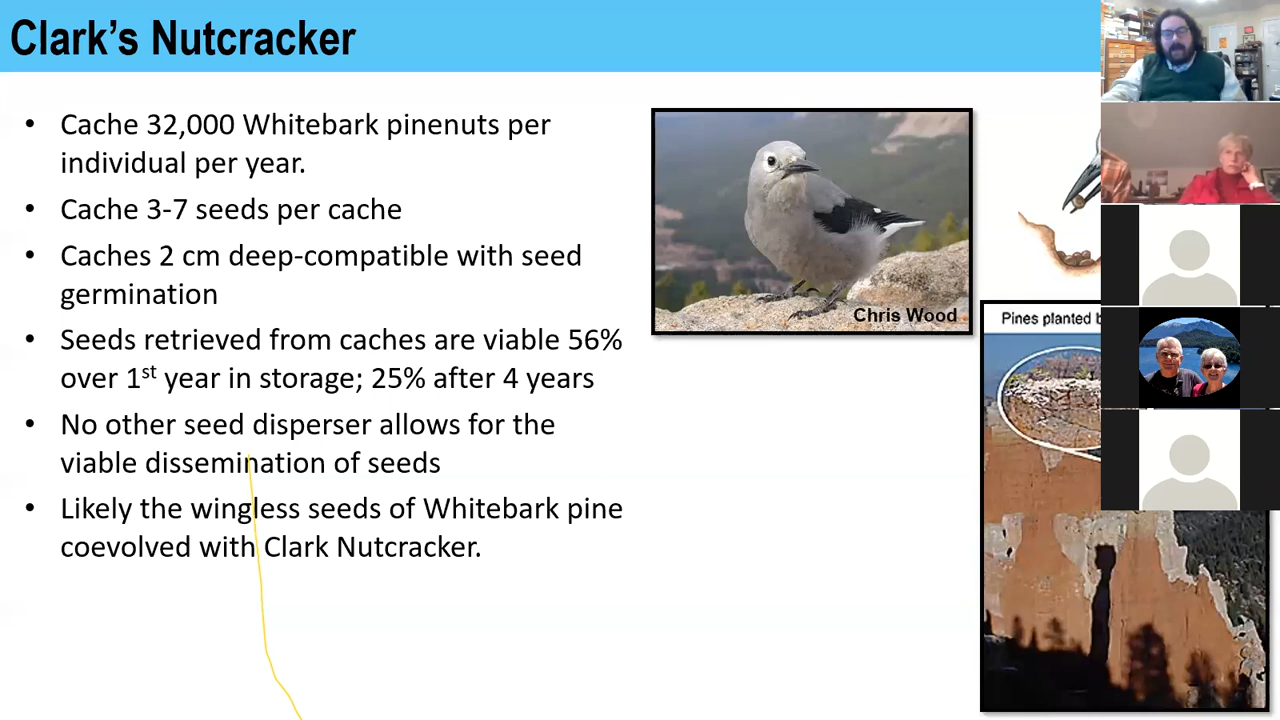 Clark's Nutcracker
• Cache 32,000 Whitebark pinenuts per
individual per year.
• Cache 3-7 seeds per cache
• Caches 2 cm deep-compatible with seed
germination
• Seeds retrieved from caches are viable 56%
over 1st year in storage; 25% after 4 years
• No other seed disperser allows for the
viable dissemination of seeds
• Likely the wingless seeds of Whitebark pine
coevolved with Clark Nutcracker.
Chris Wood
Pines planted